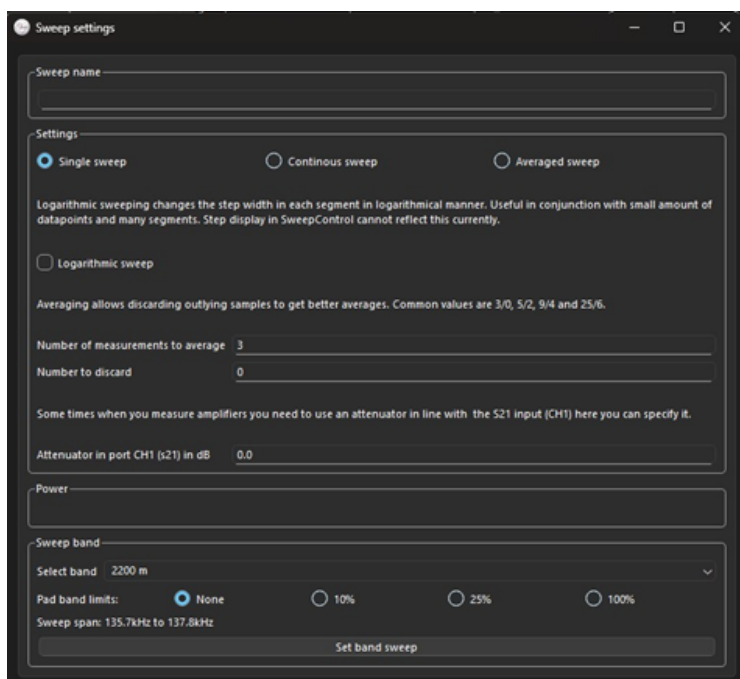 Sweep settings
Sweep name
Settings
Single sweep
Continous sweep
Averaged sweep
Logarithmic sweeping changes the step width in each segment in logarithmical manner. Useful in conjunction with small amount of
datapoints and many segments. Step display in SweepControl cannot reflect this currently.
Logarithmic sweep
Averaging allows discarding outlying samples to get better averages. Common values are 3/0, 5/2, 9/4 and 25/6.
Number of measurements to average 3
Number to discard 0
Some times when you measure amplifiers you need to use an attenuator in line with the S21 input (CH1) here you can specify it.
Attenuator in port CH1 (s21) in dB 0.0
Power
Sweep band
Select band 2200 m
Pad band limits: None 10% 25% 100%
Sweep span: 135.7kHz to 137.8kHz
Set band sweep